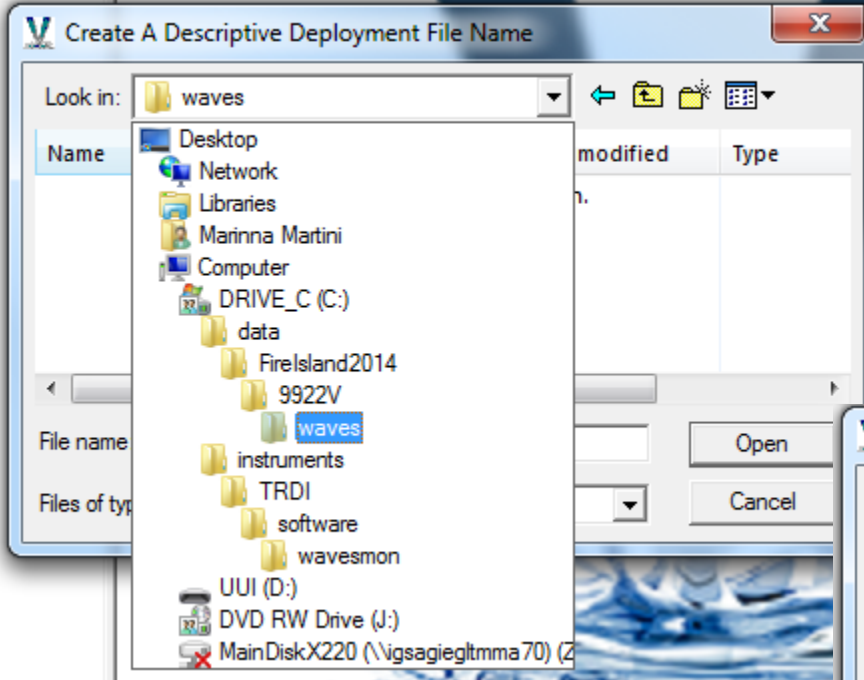 Create A Descriptive Deployment File Name
Look in: waves
Name modified Type
Desktop
Network
n.
Libraries
Marinna Martini
Computer
DRIVE_C (C:)
data
FireIsland2014
9922V
waves
File name
Open
instruments
TRDI
Files of typ
Cancel
software
wavesmon
UUI (D:)
DVD RW Drive (J:)
MainDiskX220 (\\igsagiegltmma70) (Z